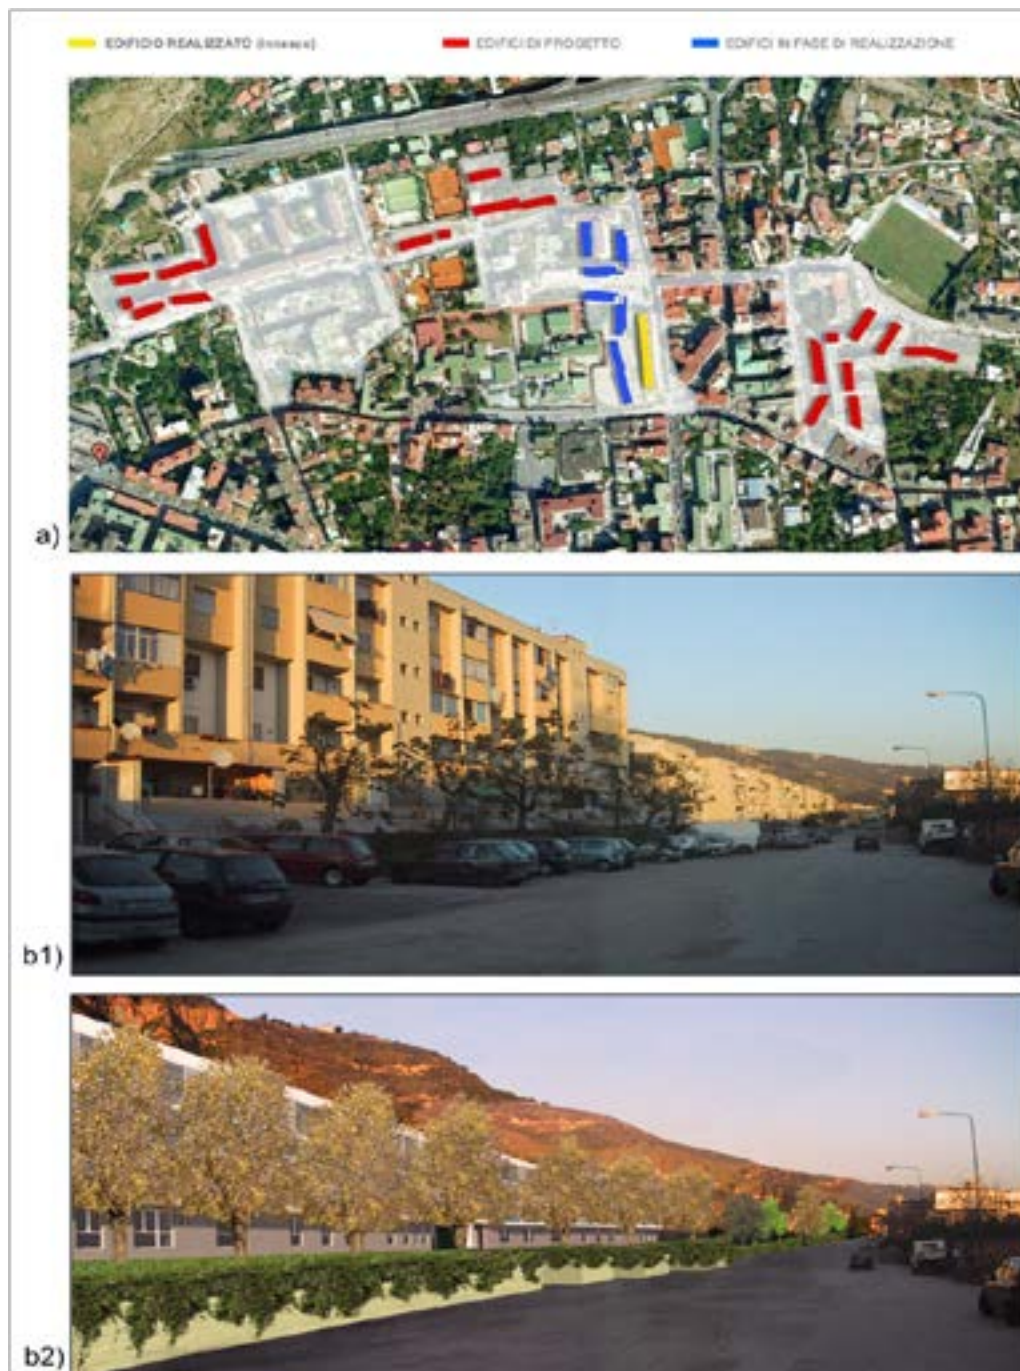 EDIFICIO REALIZZATO (innesco)
EDIFICI DI PROGETTO
EDIFICI IN FASE DI REALIZZAZIONE
a)
b1)
b2)